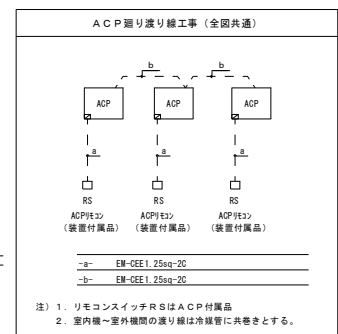 ＡＣＰ廻り渡り線工事（全図共通）
b b
ACP ACP ACP
a a a
RS RS RS
ACPﾘﾓｺﾝ ACPﾘﾓｺﾝ ACPﾘﾓｺﾝ
（装置付属品） （装置付属品） （装置付属品）
-a- EM-CEE1.25sq-2C
-b- EM-CEE1.25sq-2C
注）１．リモコンスイッチＲＳはＡＣＰ付属品
２．室内機～室外機間の渡り線は冷媒管に共巻きとする。